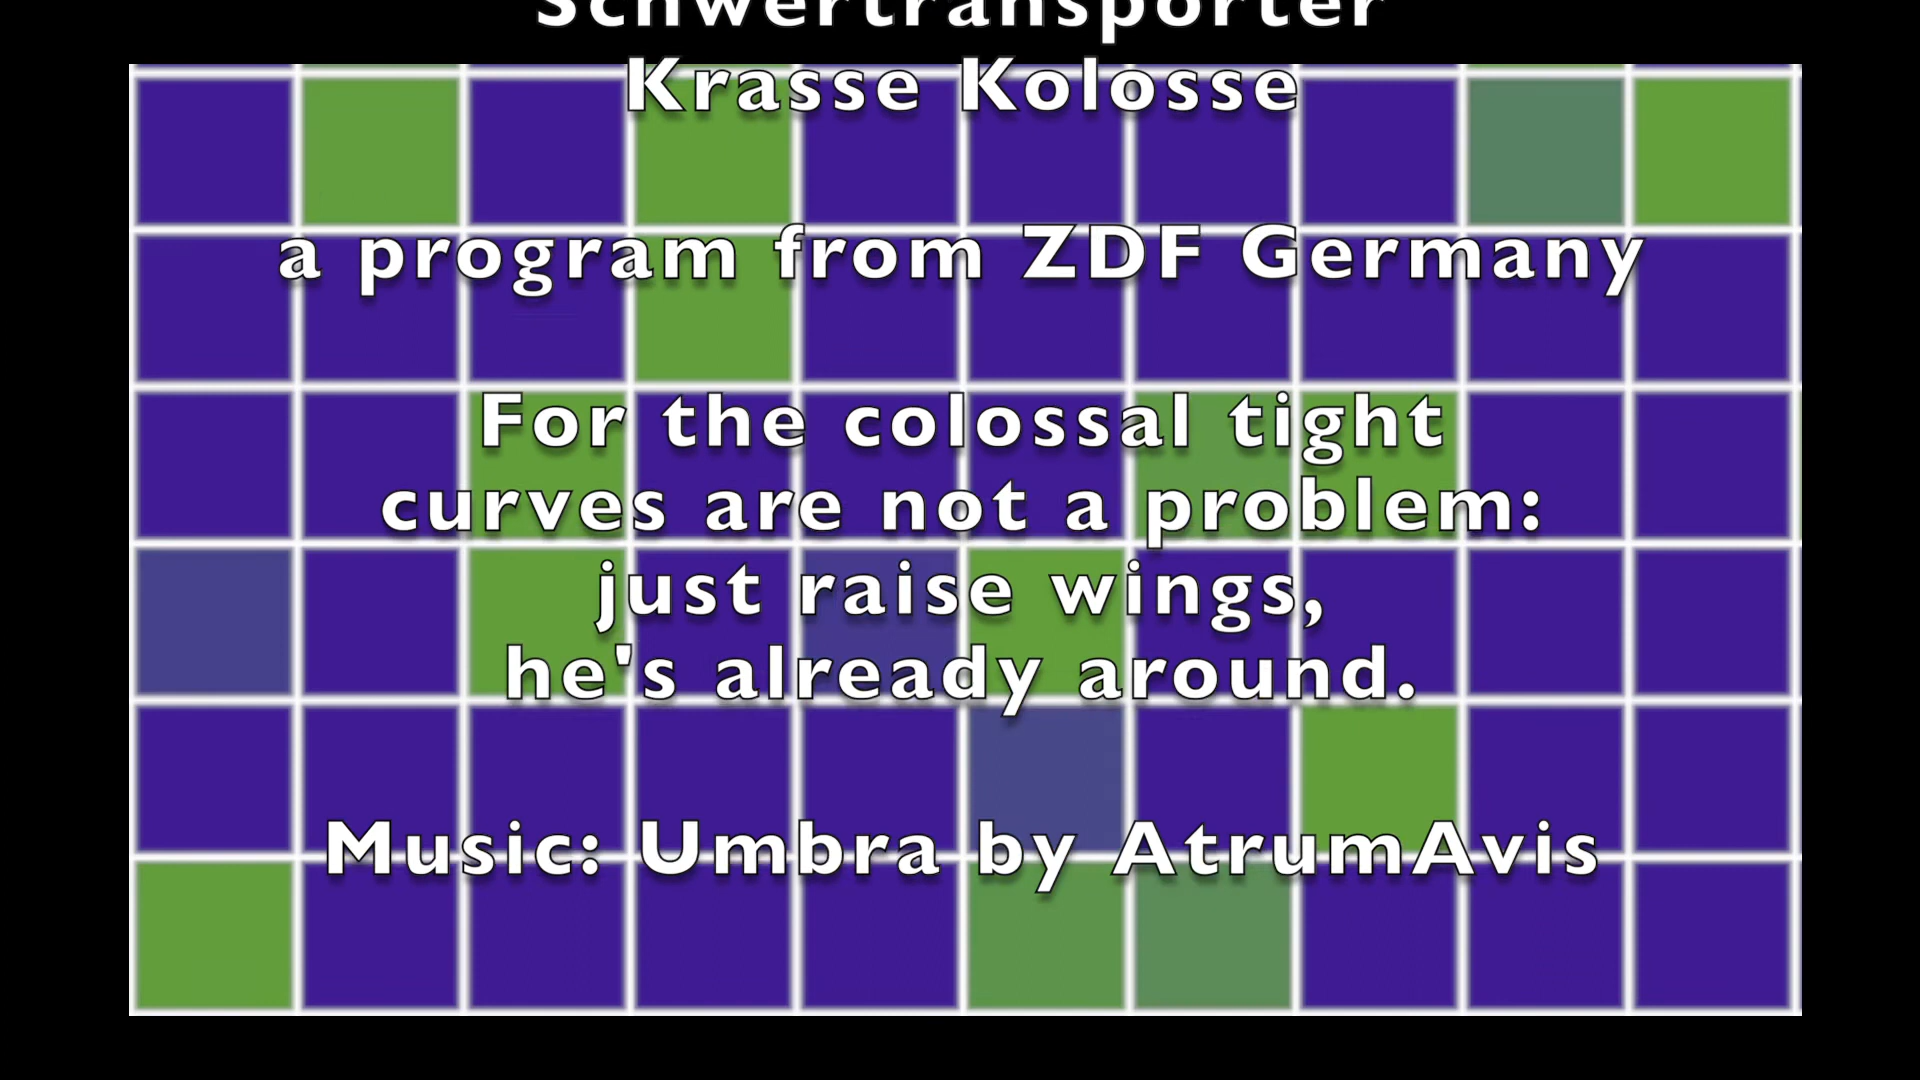 Schwertransporter
Krasse Kolosse
a program from ZDF Germany
For the colossal tight
curves are not a problem:
just raise wings,
he's already around.
Music: Umbra by AtrumAvis